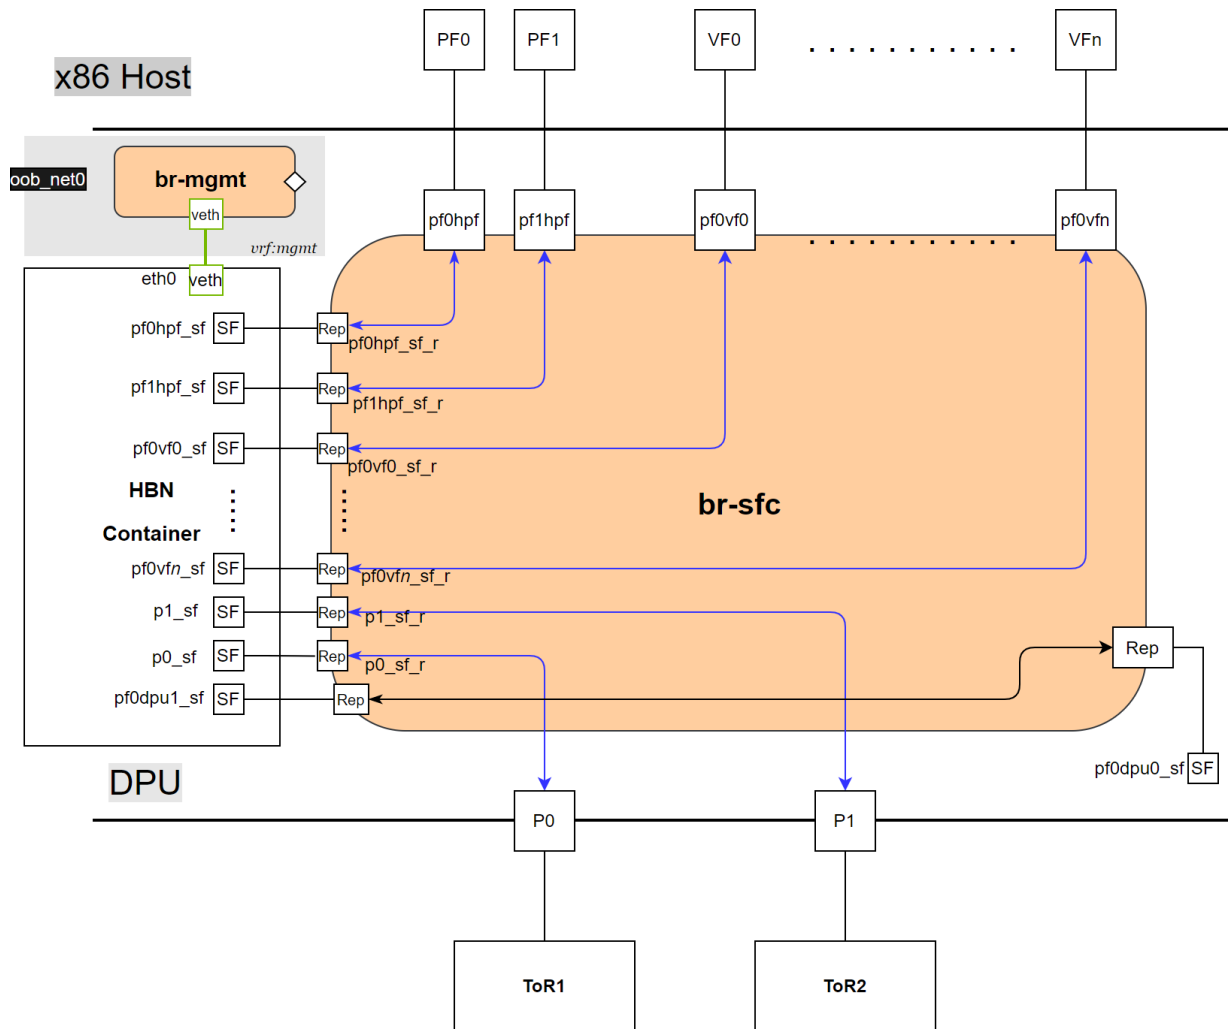 PF0
PF1
VF0
VFn
x86 Host
oob_net0
br-mgmt
veth
vrf:mgmt
pf0hpf
pf1hpf
pf0vf0
pf0vfn
eth0
veth
pf0hpf_sf
SF
Rep
pf0hpf_sf_r
pf1hpf_sf
SF
Rep
pf1hpf_sf_r
pf0vf0_sf
SF
Rep
pf0vf0_sf_r
HBN
Container
br-sfc
pf0vfn_sf
SF
Rep
pf0vfn_sf_r
p1_sf
SF
Rep
p1_sf_r
p0_sf
SF
Rep
p0_sf_r
Rep
pf0dpu1_sf
SF
Rep
pf0dpu0_sf
SF
DPU
P0
P1
ToR1
ToR2